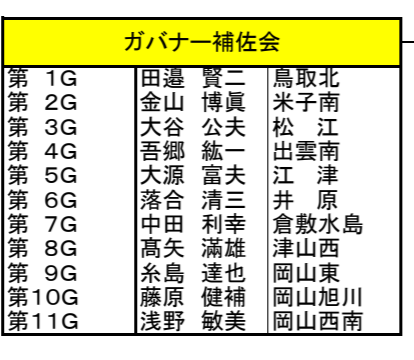 ガバナー補佐会
第　1G　田邉　賢二　鳥取北
第　2G　金山　博眞　米子南
第　3G　大谷　公夫　松　江
第　4G　吾郷　紘一　出雲南
第　5G　大源　富夫　江　津
第　6G　落合　清三　井　原
第　7G　中田　利幸　倉敷水島
第　8G　髙矢　滿雄　津山西
第　9G　糸島　達也　岡山東
第10G　藤原　健補　岡山旭川
第11G　浅野　敏美　岡山西南